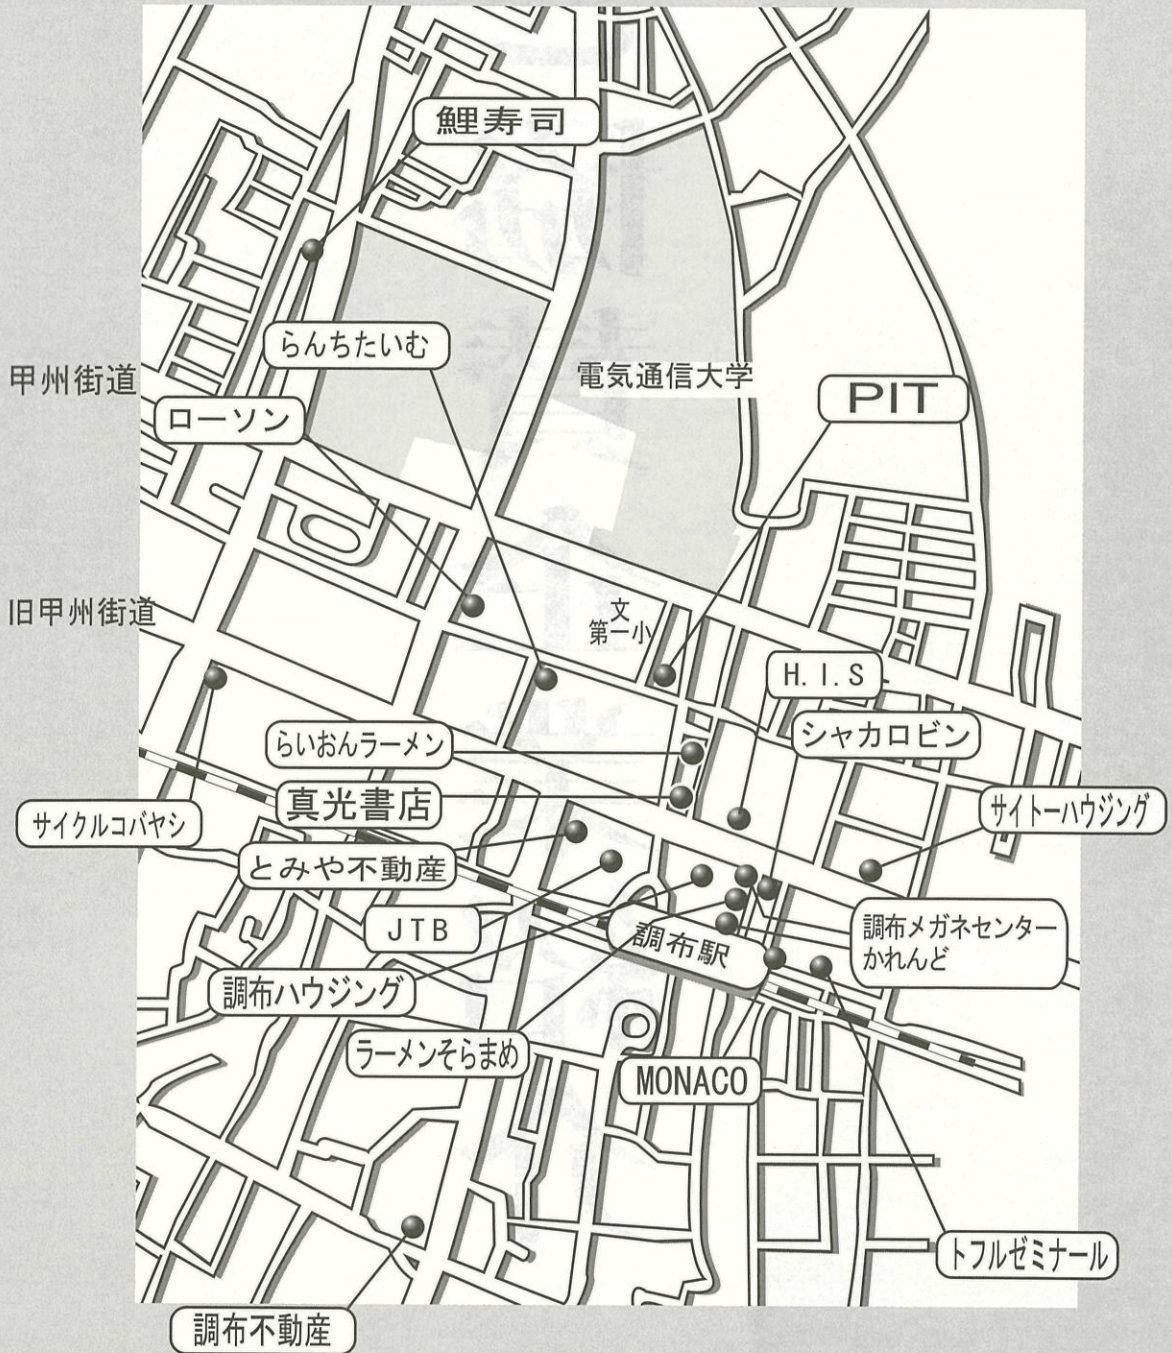 鯉寿司
らんちたいむ
甲州街道
電気通信大学
PIT
ローソン
旧甲州街道
文
第一小
H.I.S
らいおんラーメン
シャカロビン
真光書店
サイトーハウジング
サイクルコバヤシ
とみや不動産
JTB
調布駅
調布メガネセンター
かれんど
調布ハウジング
ラーメンそらまめ
MONACO
トフルゼミナール
調布不動産